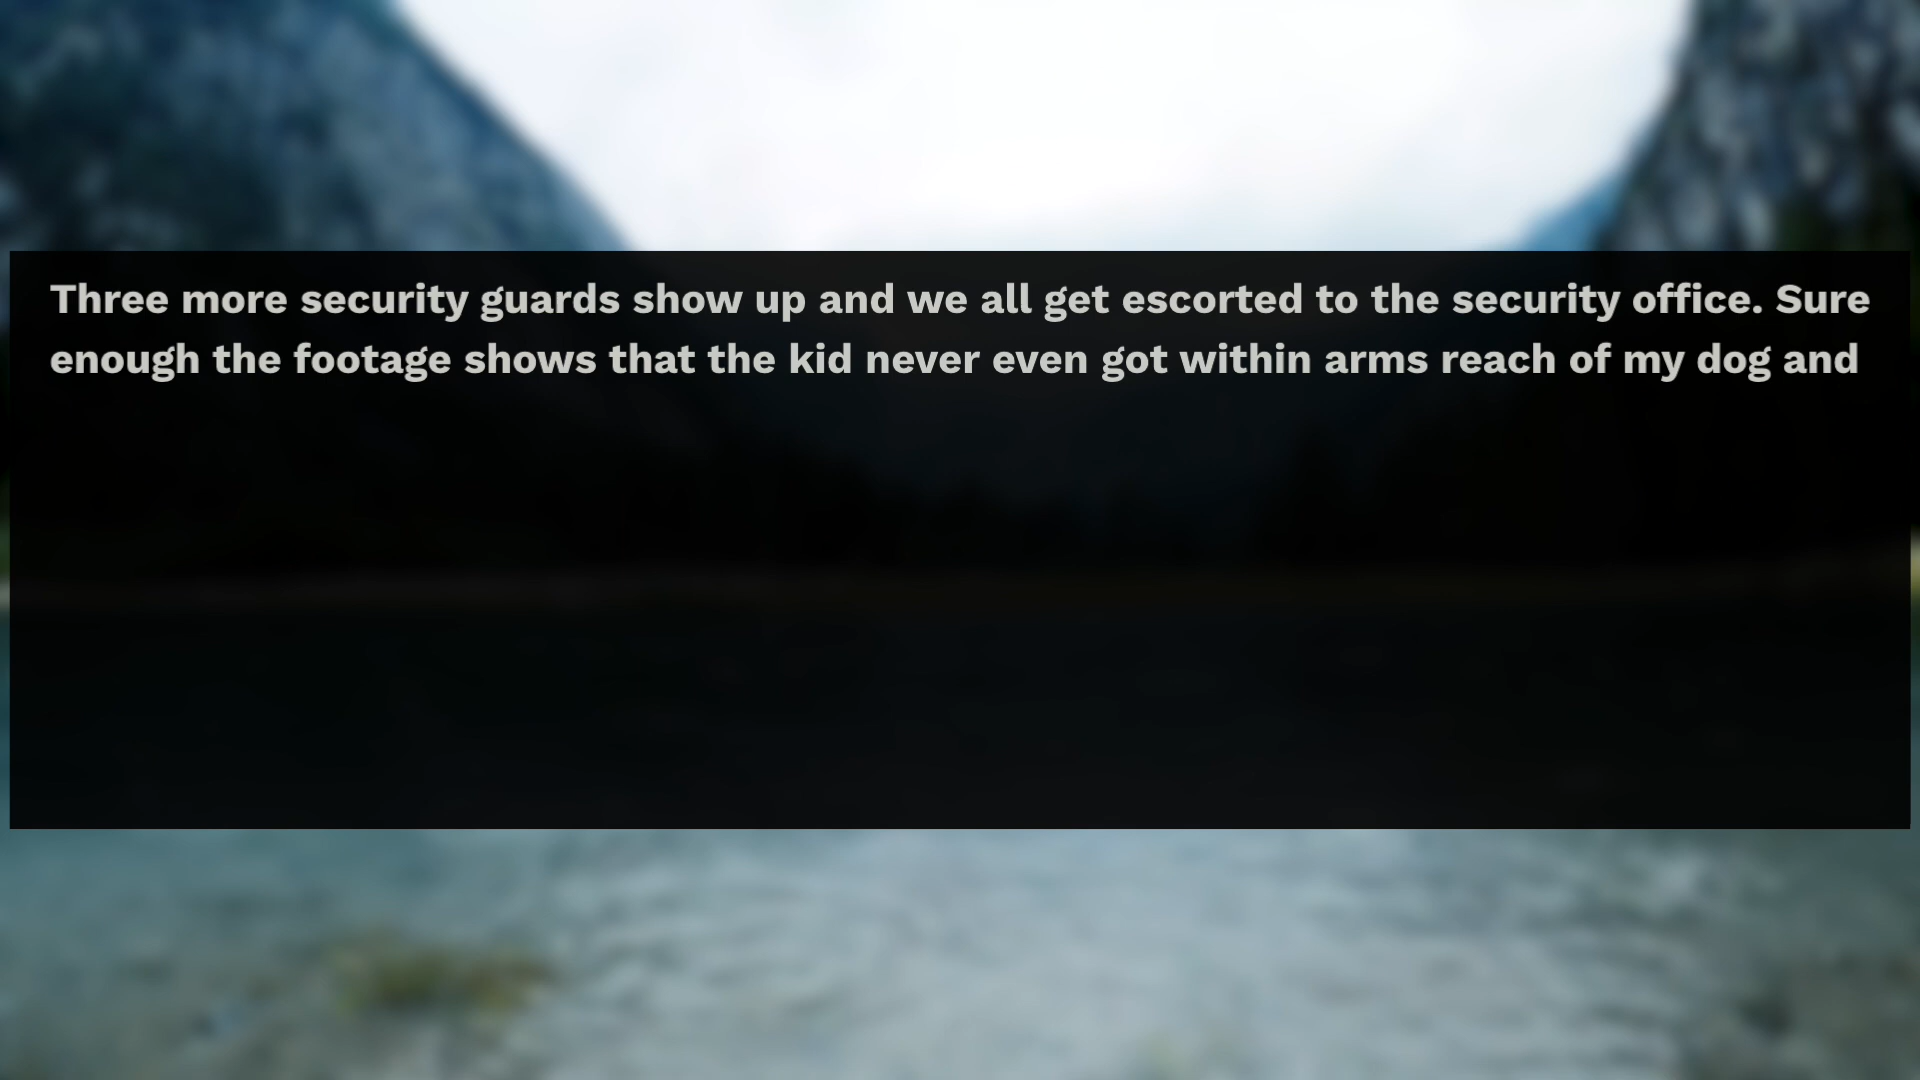 Three more security guards show up and we all get escorted to the security office. Sure
enough the footage shows that the kid never even got within arms reach of my dog and